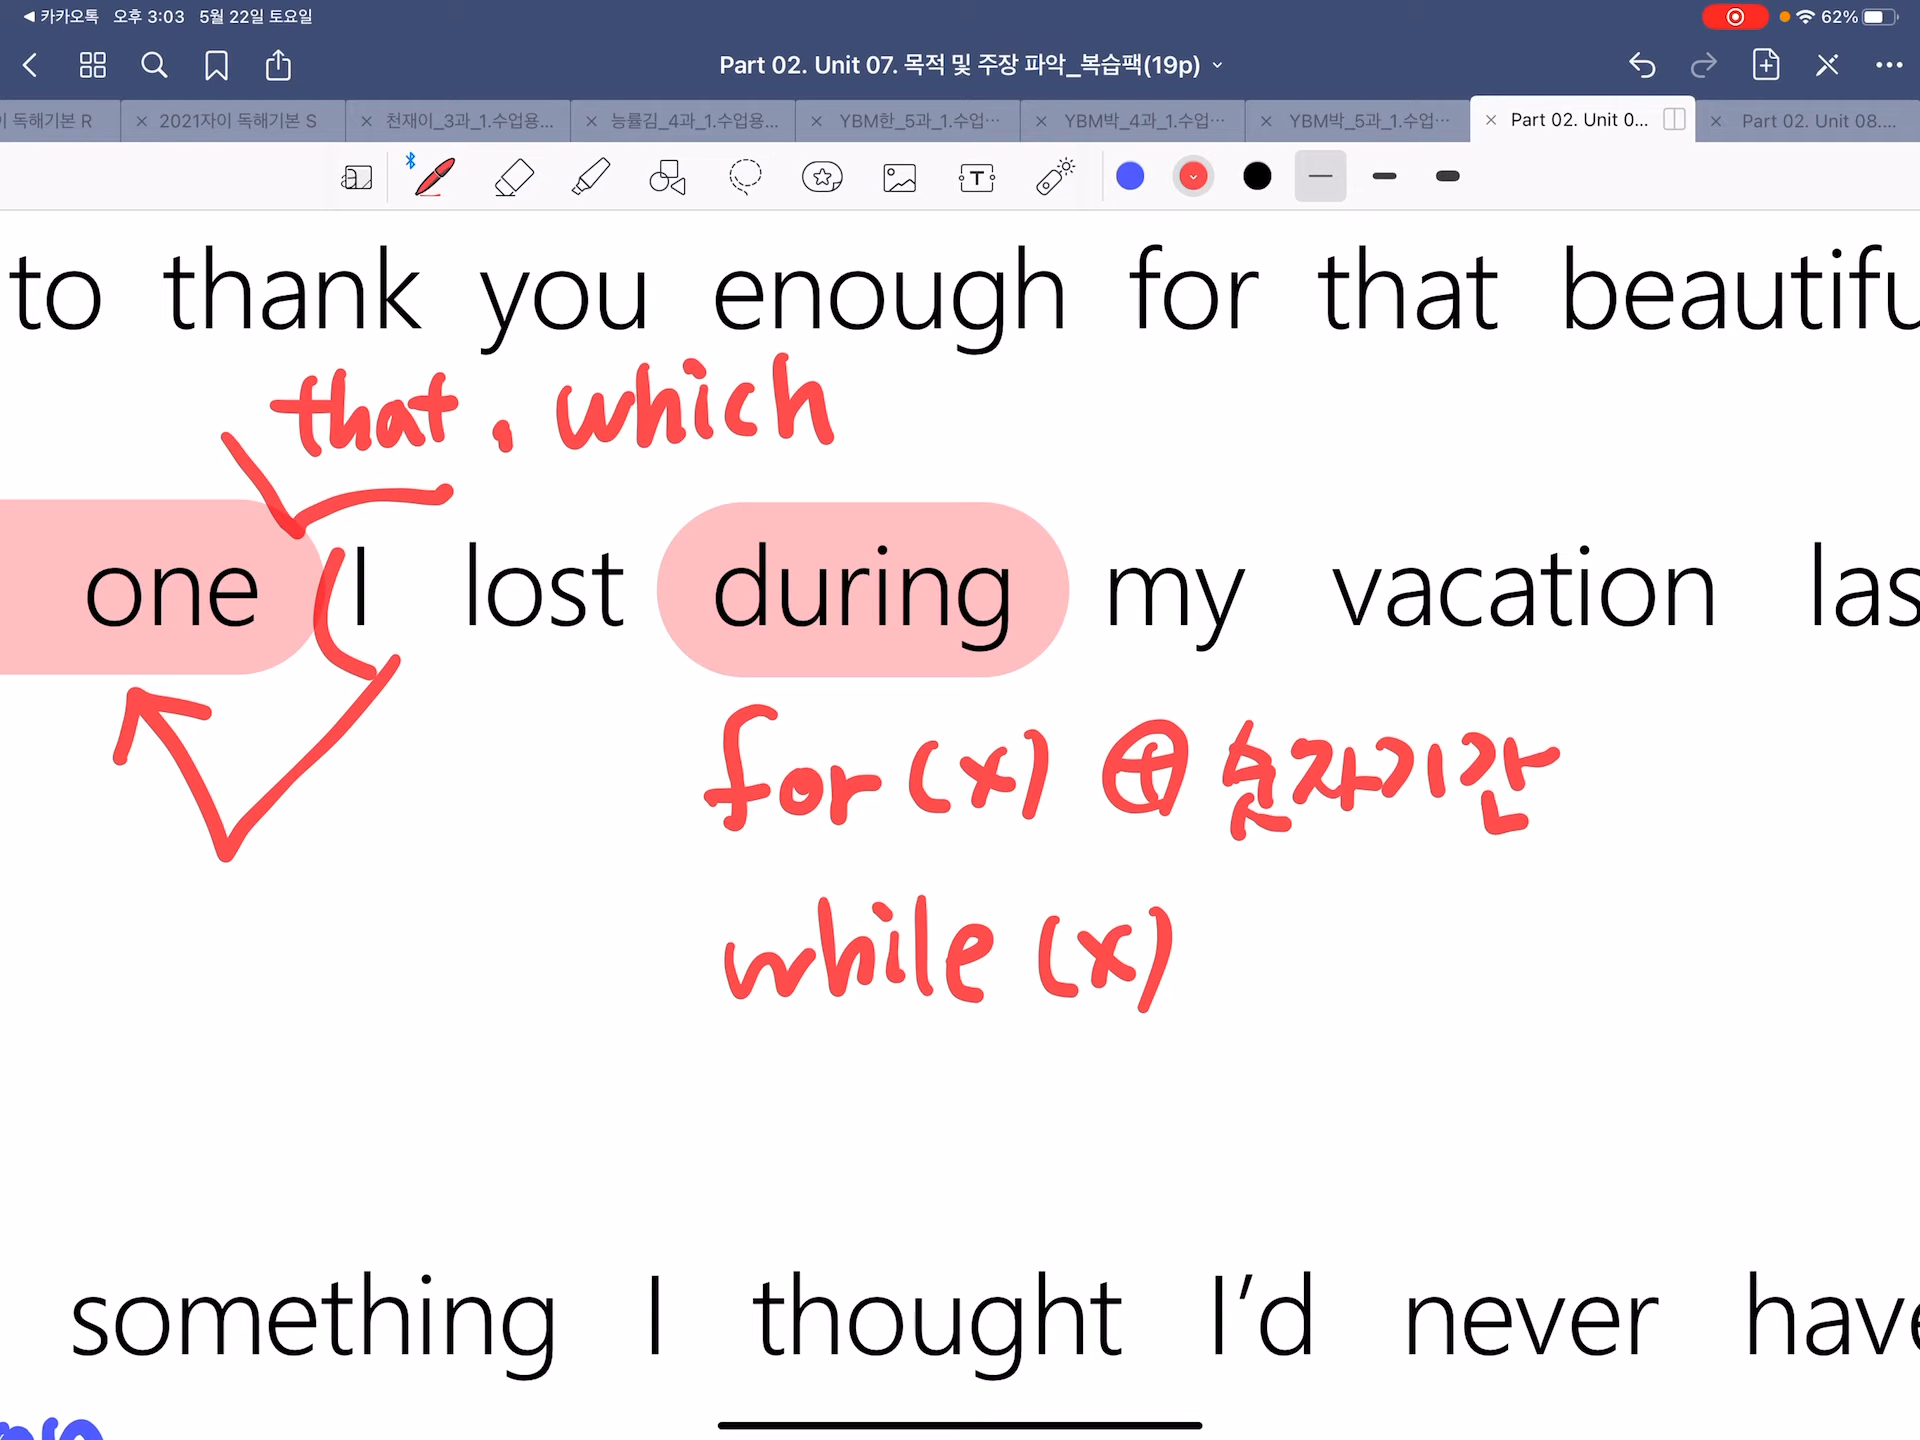 ◀ 카카오톡 오후 3:03 5월 22일 토요일 62%
Part 02. Unit 07. 목적 및 주장 파악_복습팩(19p)
독해기본 R × 2021자이 독해기본 S × 천재이_3과_1.수업용... × 능률김_4과_1.수업용... × YBM한_5과_1.수업... × YBM박_4과_1.수업... × YBM박_5과_1.수업... × Part 02. Unit 0... × Part 02. Unit 08....
to thank you enough for that beautifu
that, which
one (I lost during my vacation las
for (x) ⊕ 숫자기간
while (x)
something I thought I'd never have